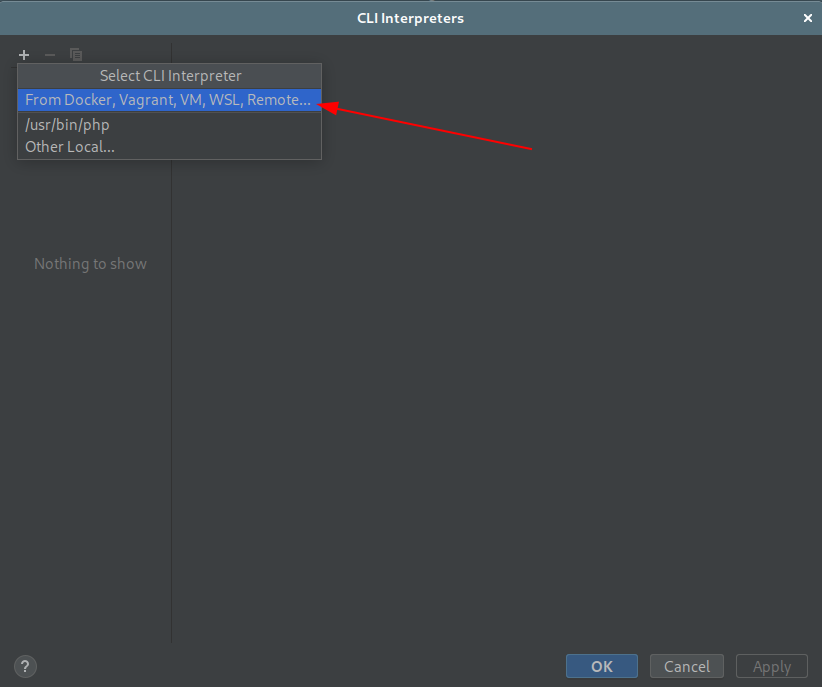 CLI Interpreters
Select CLI Interpreter
From Docker, Vagrant, VM, WSL, Remote...
/usr/bin/php
Other Local...
Nothing to show
?
OK
Cancel
Apply